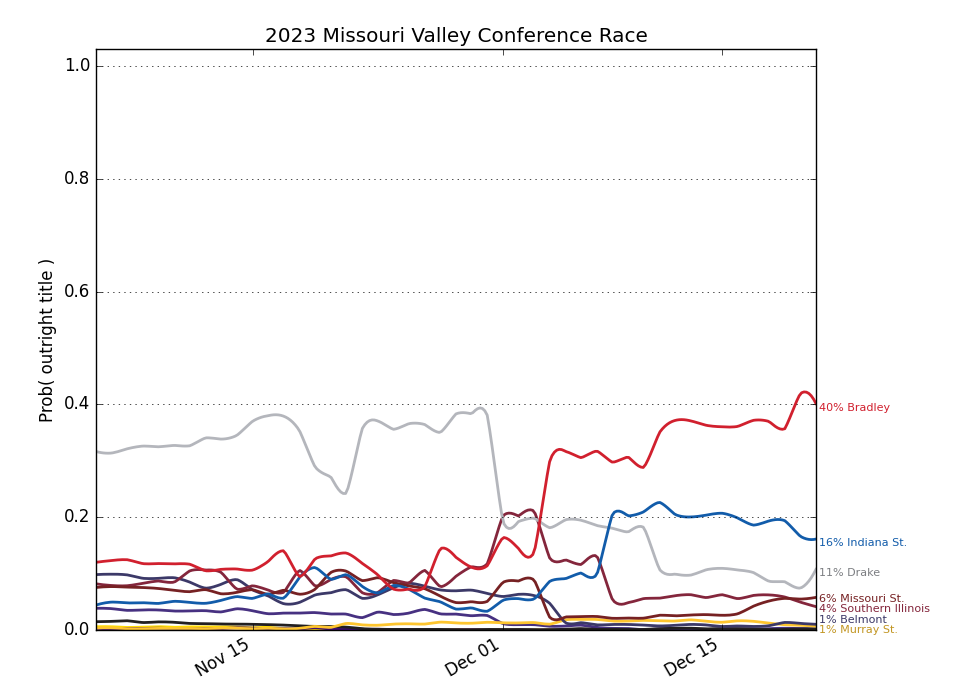 2023 Missouri Valley Conference Race
Prob( outright title )
1.0
0.8
0.6
0.4
0.2
0.0
Nov 15
Dec 01
Dec 15
40% Bradley
16% Indiana St.
11% Drake
6% Missouri St.
4% Southern Illinois
1% Belmont
1% Murray St.